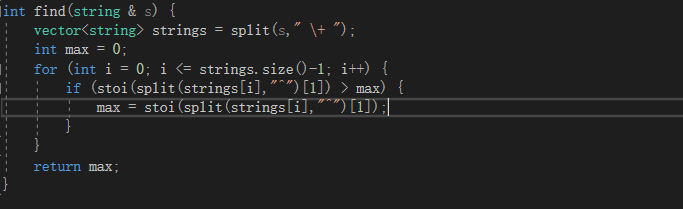 int find(string & s) {
vector<string> strings = split(s," \+ ");
int max = 0;
for (int i = 0; i <= strings.size()-1; i++) {
if (stoi(split(strings[i],"^")[1]) > max) {
max = stoi(split(strings[i],"^")[1]);
}
}
return max;
}